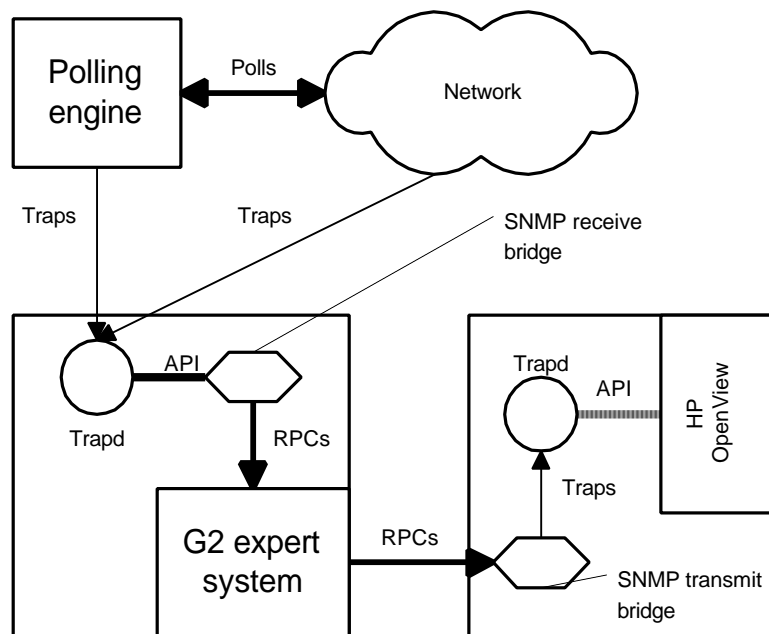 Polling
engine
Polls
Network
Traps
Traps
SNMP receive
bridge
API
Trapd
RPCs
G2 expert
system
RPCs
Trapd
API
HP
OpenView
Traps
SNMP transmit
bridge